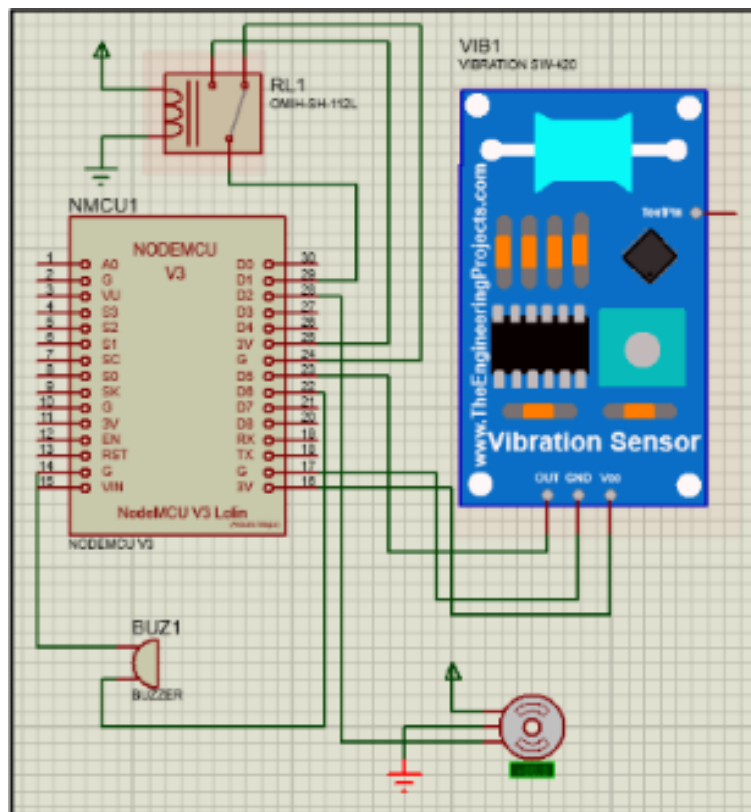 VIB1
VIBRATION SW-420
RL1
OMIH-SH-112L
NMCU1
NODEMCU
V3
1 A0 D0 30
2 G D1 29
3 VU D2 28
4 S3 D3 27
5 S2 D4 26
6 S1 3V 25
7 SC G 24
8 S0 D5 23
9 SK D6 22
10 G D7 21
11 3V D8 20
12 EN RX 19
13 RST TX 18
14 G G 17
15 VIN 3V 16
NodeMCU V3 Lolin
NODEMCU V3
TestPin
www.TheEngineeringProjects.com
Vibration Sensor
OUT GND Vcc
BUZ1
BUZZER